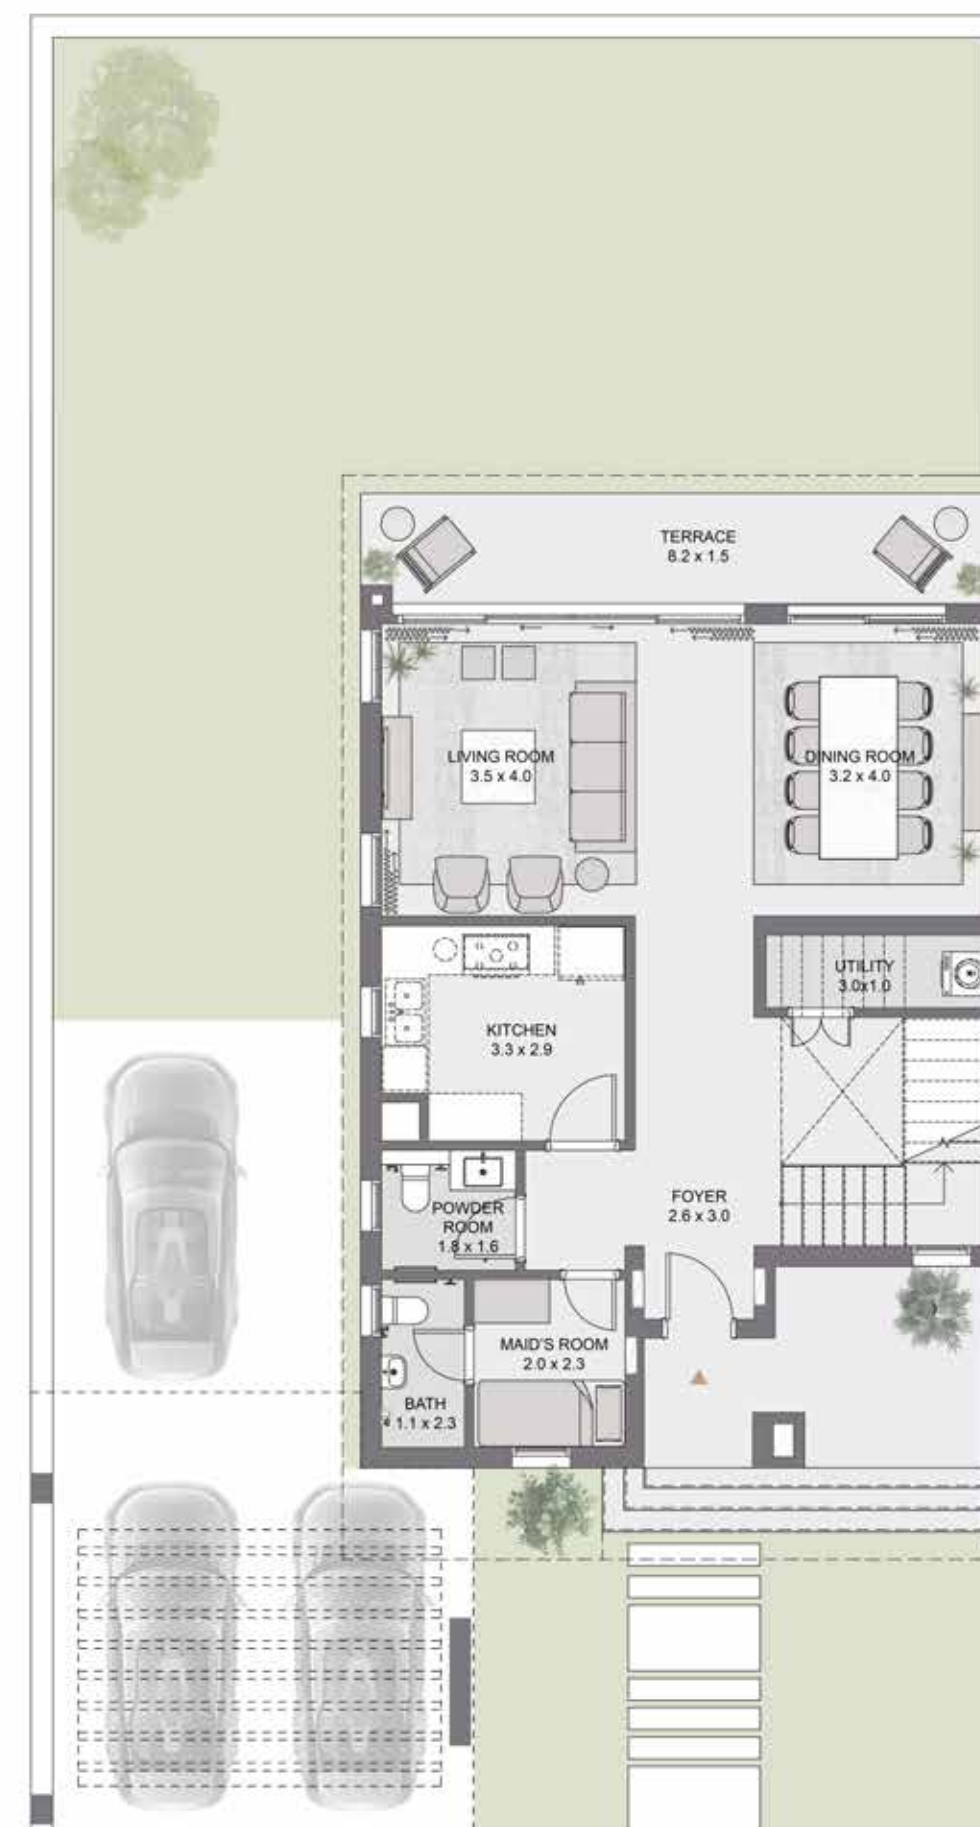 TERRACE
8.2 x 1.5
LIVING ROOM
3.5 x 4.0
DINING ROOM
3.2 x 4.0
UTILITY
3.0x1.0
KITCHEN
3.3 x 2.9
FOYER
2.6 x 3.0
POWDER
ROOM
1.8 x 1.6
MAID'S ROOM
2.0 x 2.3
BATH
1.1 x 2.3